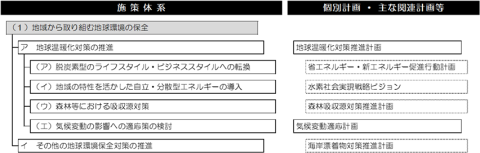 施策体系
個別計画・主な関連計画等
（１）地域から取り組む地球環境の保全
ア 地球温暖化対策の推進
地球温暖化対策推進計画
（ア）脱炭素型のライフスタイル・ビジネススタイルへの転換
省エネルギー・新エネルギー促進行動計画
（イ）地域の特性を活かした自立・分散型エネルギーの導入
水素社会実現戦略ビジョン
（ウ）森林等における吸収源対策
森林吸収源対策推進計画
（エ）気候変動の影響への適応策の検討
気候変動適応計画
イ その他の地球環境保全対策の推進
海岸漂着物対策推進計画